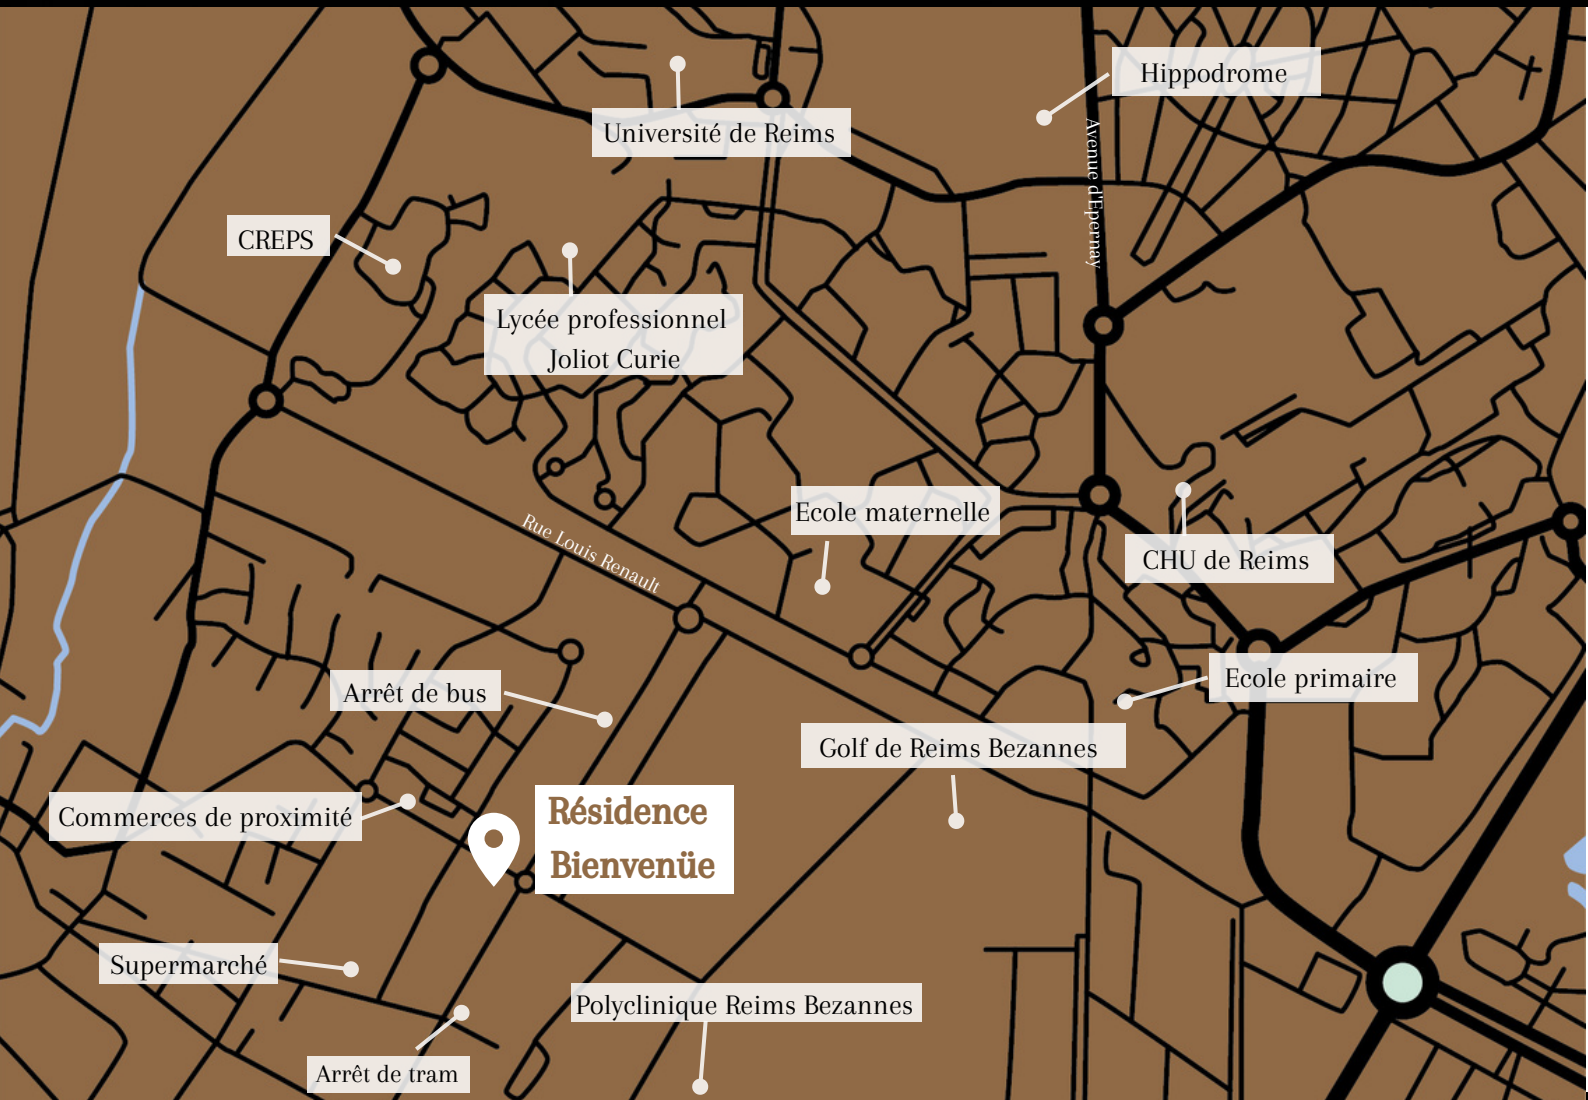 Hippodrome
Université de Reims
Avenue d'Epernay
CREPS
Lycée professionnel
Joliot Curie
Ecole maternelle
Rue Louis Renault
CHU de Reims
Ecole primaire
Arrêt de bus
Golf de Reims Bezannes
Commerces de proximité
Résidence
Bienvenüe
Supermarché
Polyclinique Reims Bezannes
Arrêt de tram